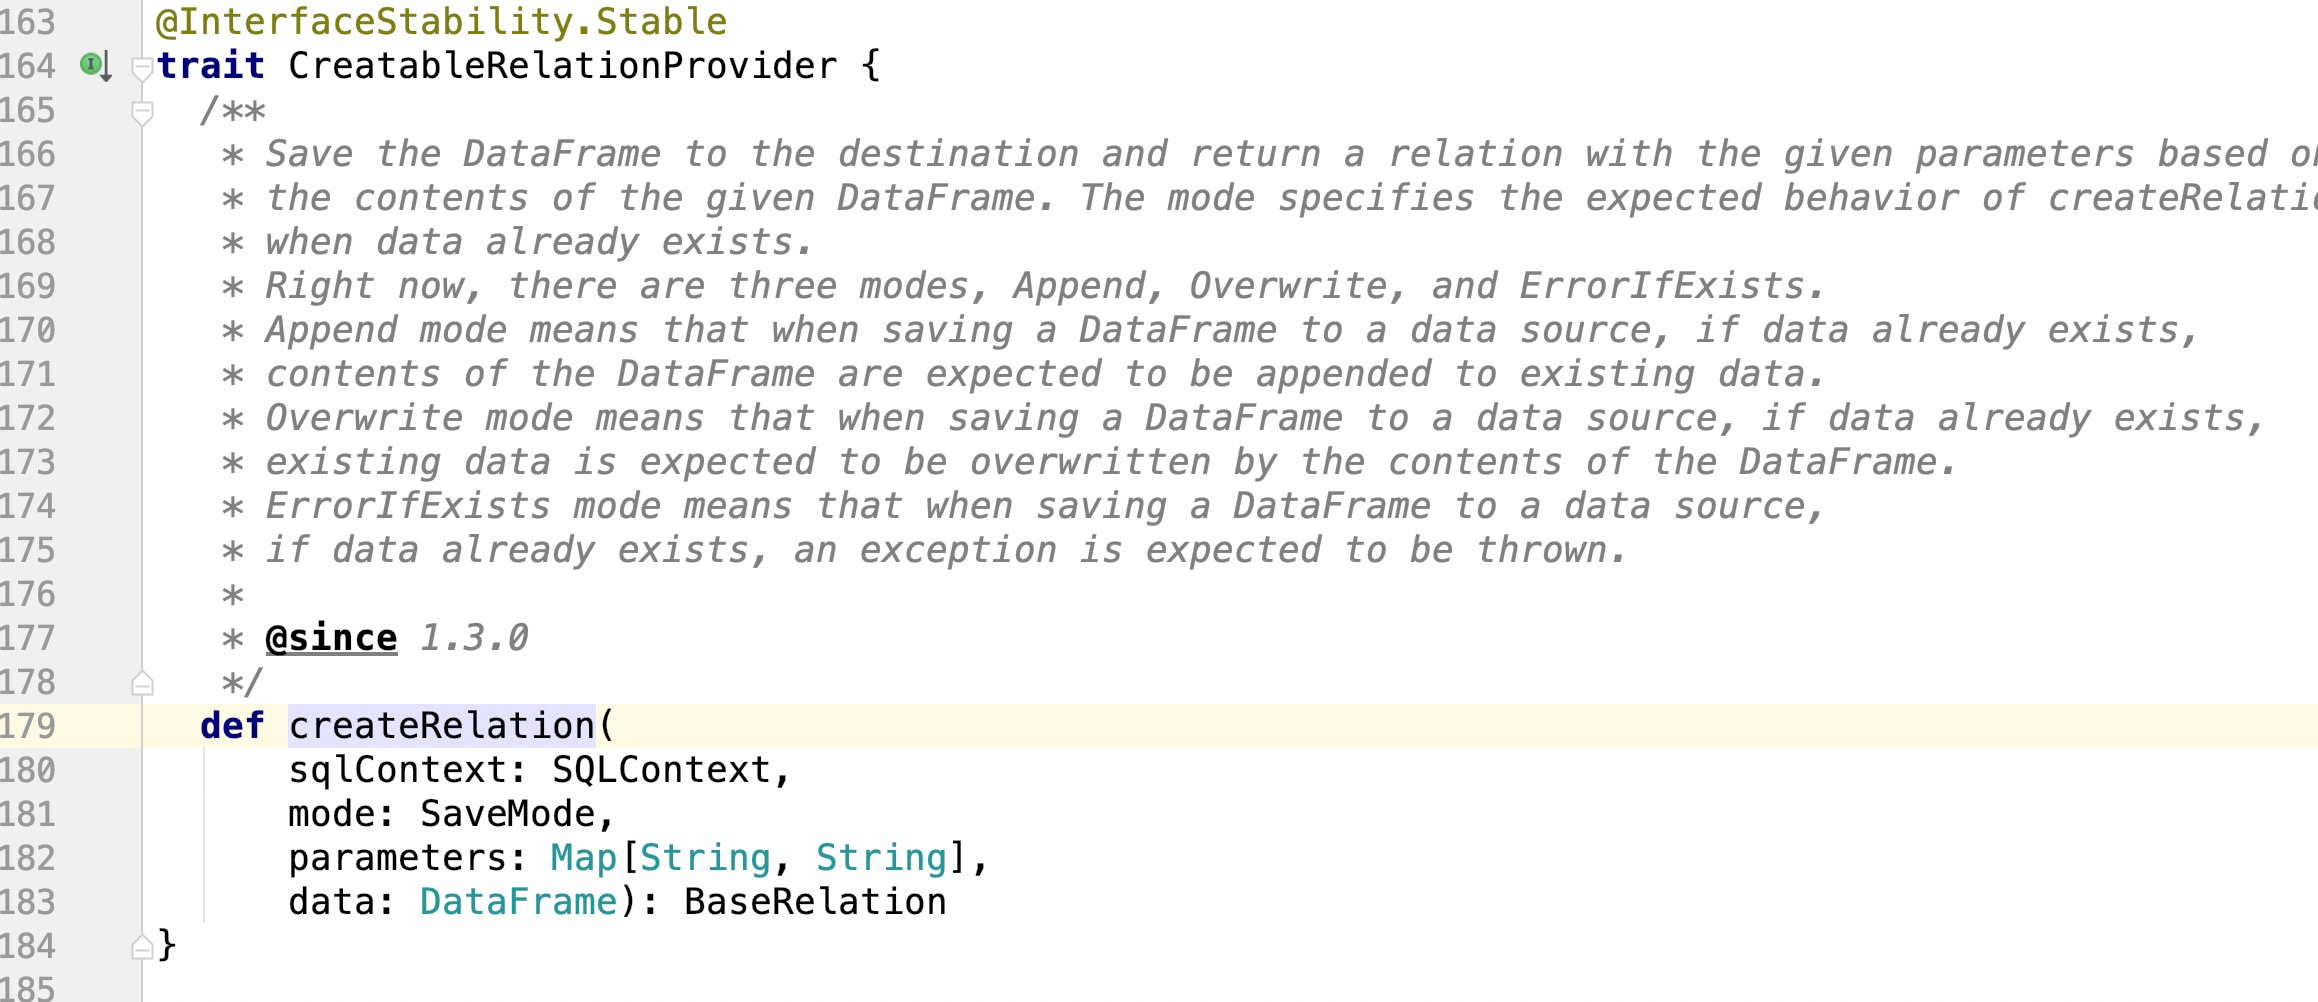 163 @InterfaceStability.Stable
164 trait CreatableRelationProvider {
165 /**
166 * Save the DataFrame to the destination and return a relation with the given parameters based on
167 * the contents of the given DataFrame. The mode specifies the expected behavior of createRelatio
168 * when data already exists.
169 * Right now, there are three modes, Append, Overwrite, and ErrorIfExists.
170 * Append mode means that when saving a DataFrame to a data source, if data already exists,
171 * contents of the DataFrame are expected to be appended to existing data.
172 * Overwrite mode means that when saving a DataFrame to a data source, if data already exists,
173 * existing data is expected to be overwritten by the contents of the DataFrame.
174 * ErrorIfExists mode means that when saving a DataFrame to a data source,
175 * if data already exists, an exception is expected to be thrown.
176 *
177 * @since 1.3.0
178 */
179 def createRelation(
180 sqlContext: SQLContext,
181 mode: SaveMode,
182 parameters: Map[String, String],
183 data: DataFrame): BaseRelation
184 }
185